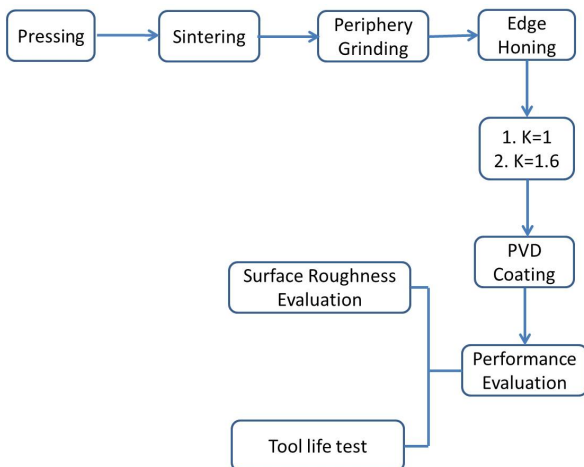 Pressing
Sintering
Periphery
Grinding
Edge
Honing
1. K=1
2. K=1.6
PVD
Coating
Performance
Evaluation
Surface Roughness
Evaluation
Tool life test